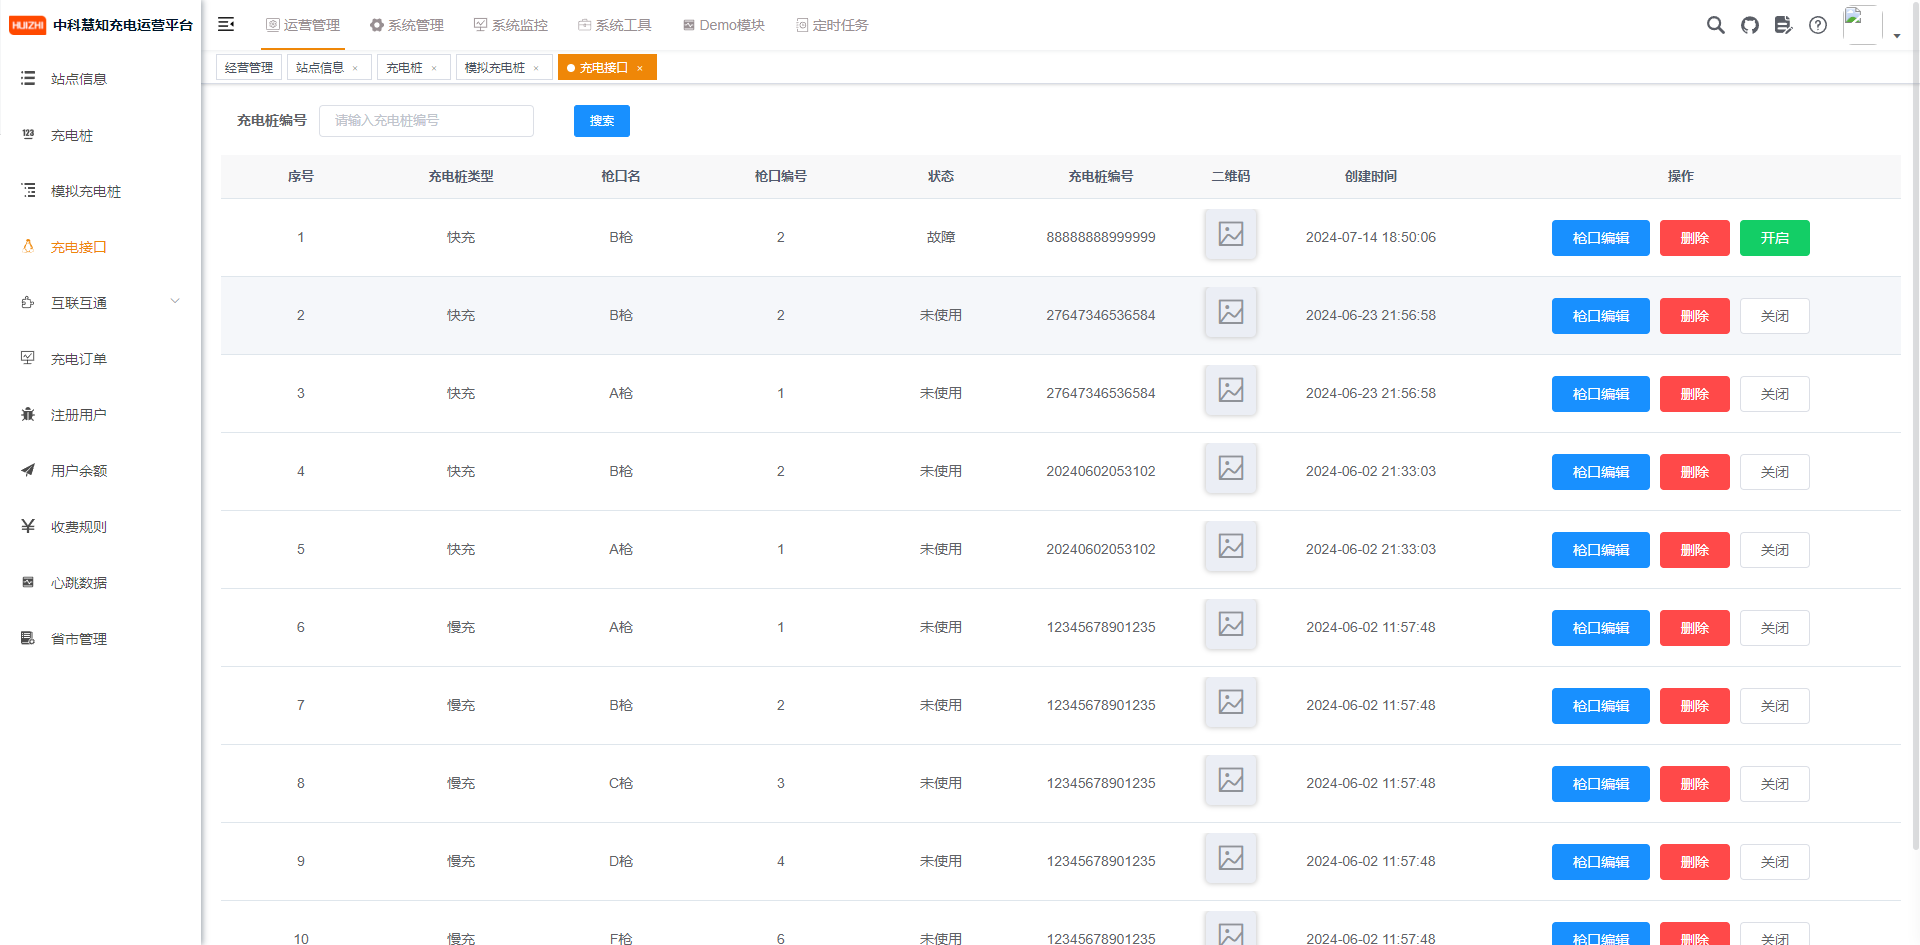 HUIZHI 中科慧知充电运营平台
运营管理 系统管理 系统监控 系统工具 Demo模块 定时任务
经营管理 站点信息 × 充电桩 × 模拟充电桩 × 充电接口 ×
站点信息
充电桩
模拟充电桩
充电接口
互联互通
充电订单
注册用户
用户余额
收费规则
心跳数据
省市管理
充电桩编号 请输入充电桩编号 搜索
序号 充电桩类型 枪口名 枪口编号 状态 充电桩编号 二维码 创建时间 操作
1 快充 B枪 2 故障 88888888999999 2024-07-14 18:50:06 枪口编辑 删除 开启
2 快充 B枪 2 未使用 27647346536584 2024-06-23 21:56:58 枪口编辑 删除 关闭
3 快充 A枪 1 未使用 27647346536584 2024-06-23 21:56:58 枪口编辑 删除 关闭
4 快充 B枪 2 未使用 20240602053102 2024-06-02 21:33:03 枪口编辑 删除 关闭
5 快充 A枪 1 未使用 20240602053102 2024-06-02 21:33:03 枪口编辑 删除 关闭
6 慢充 A枪 1 未使用 12345678901235 2024-06-02 11:57:48 枪口编辑 删除 关闭
7 慢充 B枪 2 未使用 12345678901235 2024-06-02 11:57:48 枪口编辑 删除 关闭
8 慢充 C枪 3 未使用 12345678901235 2024-06-02 11:57:48 枪口编辑 删除 关闭
9 慢充 D枪 4 未使用 12345678901235 2024-06-02 11:57:48 枪口编辑 删除 关闭
10 慢充 F枪 6 未使用 12345678901235 2024-06-02 11:57:48 枪口编辑 删除 关闭